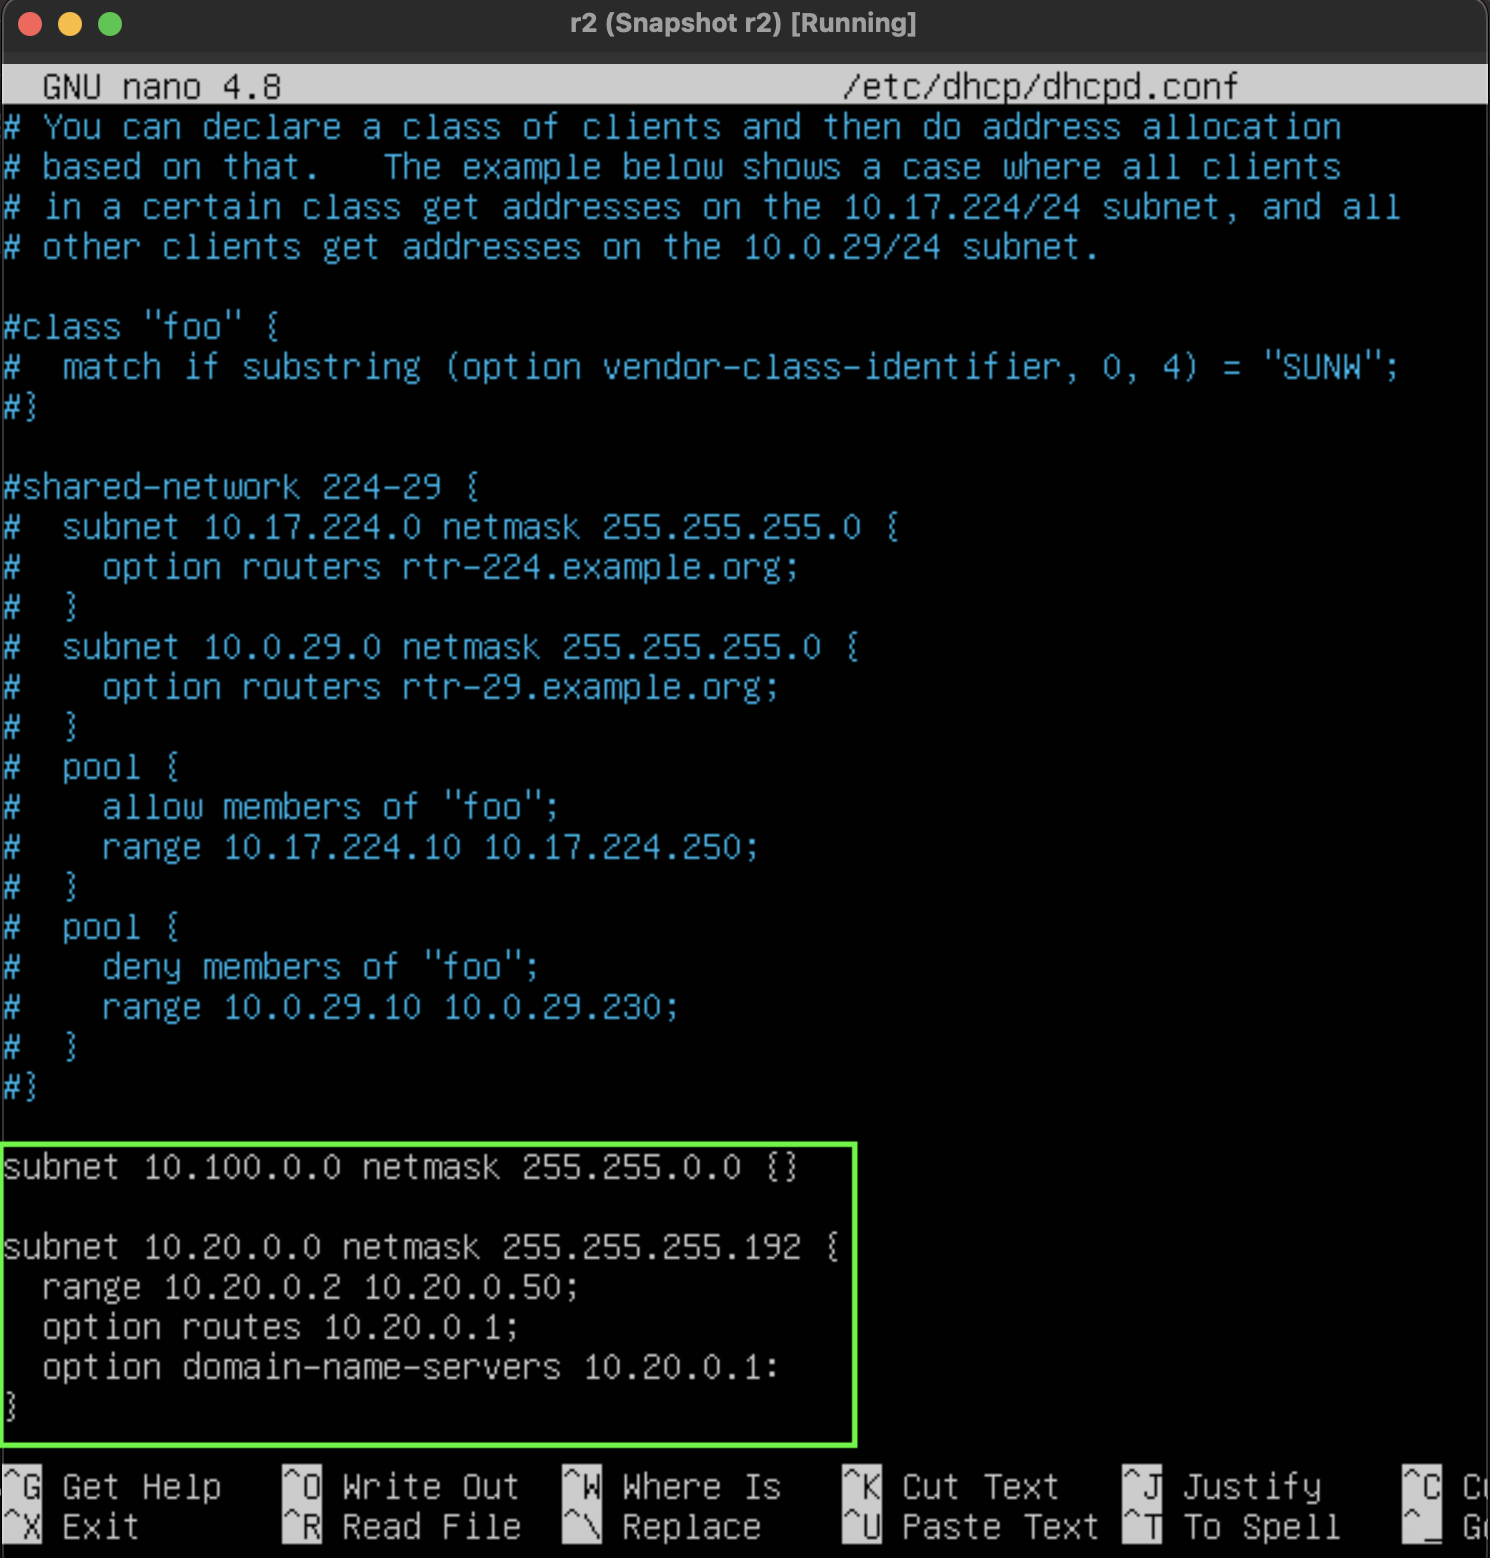 r2 (Snapshot r2) [Running]
GNU nano 4.8 /etc/dhcp/dhcpd.conf
# You can declare a class of clients and then do address allocation
# based on that.   The example below shows a case where all clients
# in a certain class get addresses on the 10.17.224/24 subnet, and all
# other clients get addresses on the 10.0.29/24 subnet.
#class "foo" {
#  match if substring (option vendor-class-identifier, 0, 4) = "SUNW";
#}
#shared-network 224-29 {
#  subnet 10.17.224.0 netmask 255.255.255.0 {
#    option routers rtr-224.example.org;
#  }
#  subnet 10.0.29.0 netmask 255.255.255.0 {
#    option routers rtr-29.example.org;
#  }
#  pool {
#    allow members of "foo";
#    range 10.17.224.10 10.17.224.250;
#  }
#  pool {
#    deny members of "foo";
#    range 10.0.29.10 10.0.29.230;
#  }
#}
subnet 10.100.0.0 netmask 255.255.0.0 {}
subnet 10.20.0.0 netmask 255.255.255.192 {
  range 10.20.0.2 10.20.0.50;
  option routes 10.20.0.1;
  option domain-name-servers 10.20.0.1:
}
^G Get Help ^O Write Out ^W Where Is ^K Cut Text ^J Justify ^C
^X Exit ^R Read File ^\ Replace ^U Paste Text ^T To Spell ^_